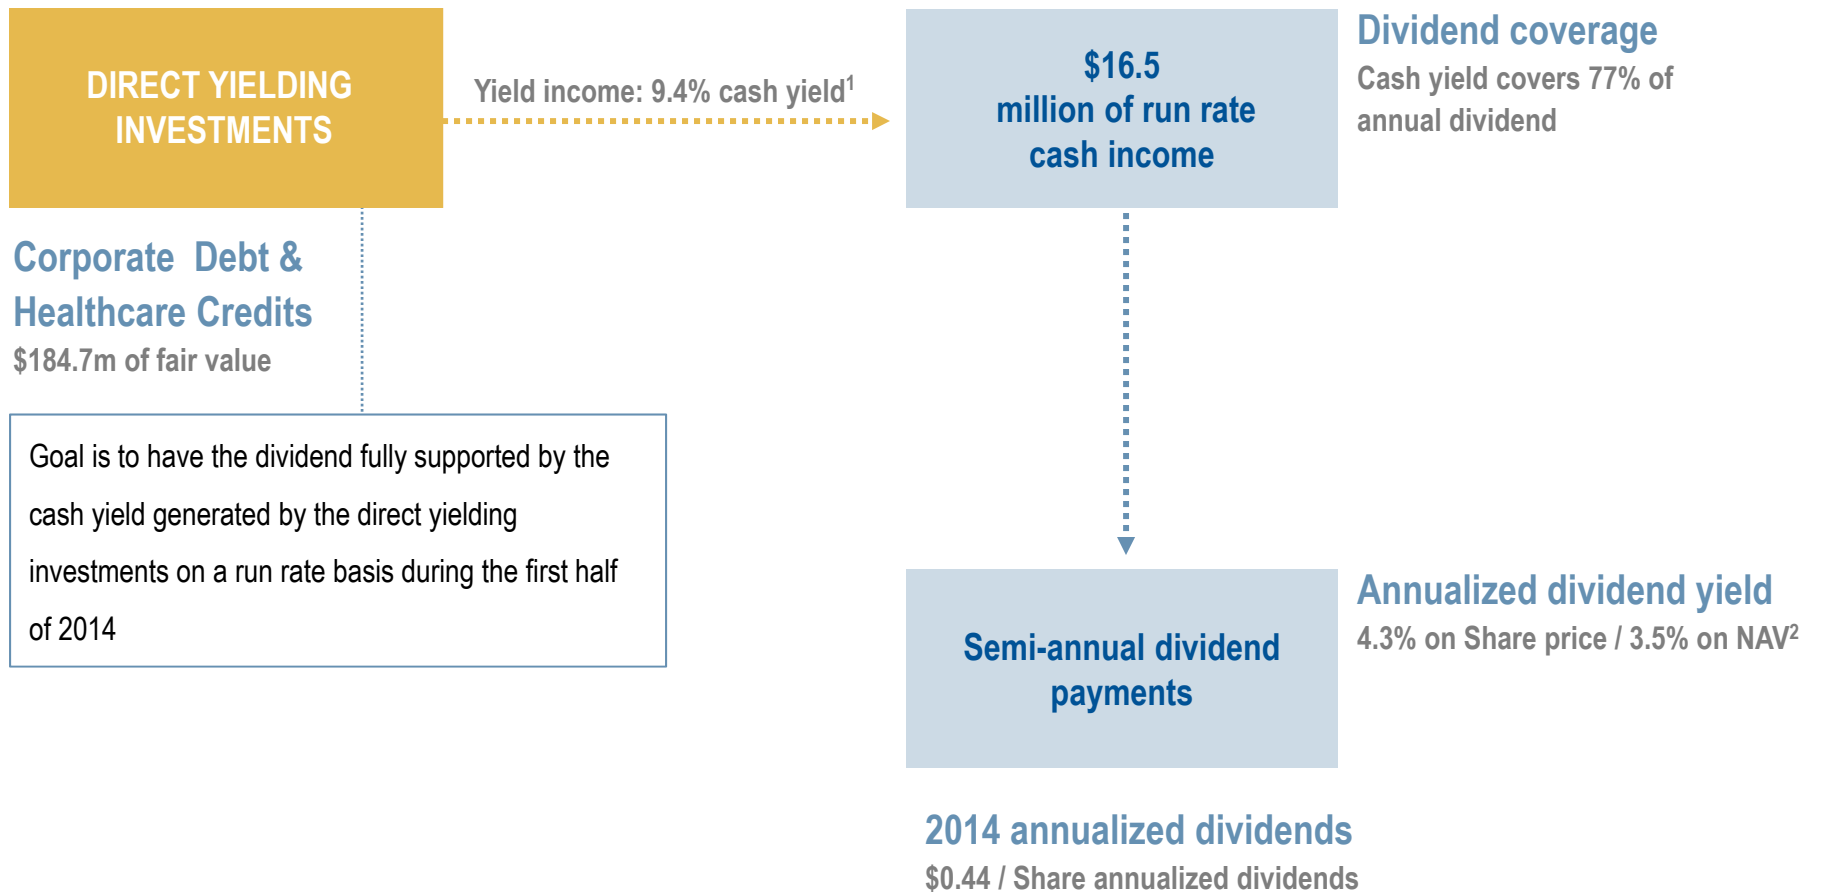 DIRECT YIELDING
INVESTMENTS
Yield income: 9.4% cash yield¹
$16.5
million of run rate
cash income
Dividend coverage
Cash yield covers 77% of
annual dividend
Corporate Debt &
Healthcare Credits
$184.7m of fair value
Goal is to have the dividend fully supported by the
cash yield generated by the direct yielding
investments on a run rate basis during the first half
of 2014
Semi-annual dividend
payments
Annualized dividend yield
4.3% on Share price / 3.5% on NAV²
2014 annualized dividends
$0.44 / Share annualized dividends